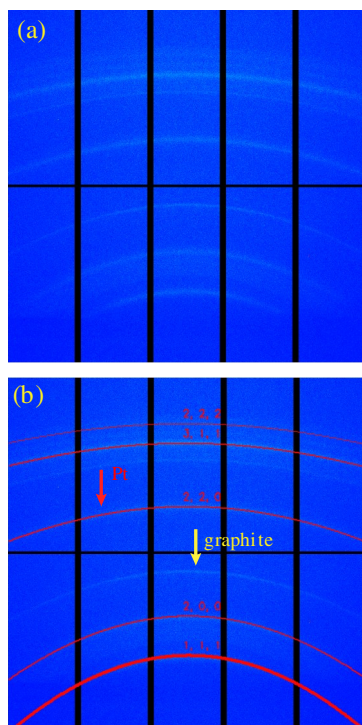 (a)
(b)
2, 2, 2
3, 1, 1
Pt
2, 2, 0
graphite
2, 0, 0
1, 1, 1